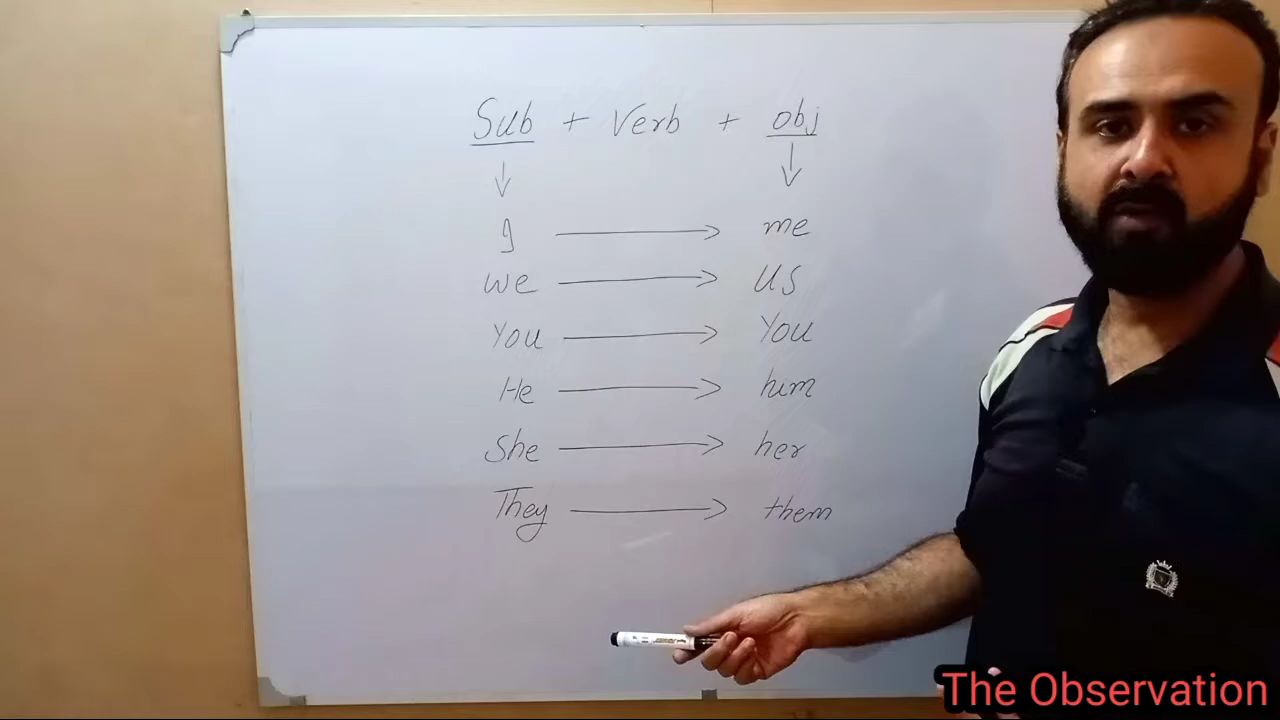 Sub + Verb + obj
I → me
We → us
You → You
He → him
She → her
They → them
The Observation